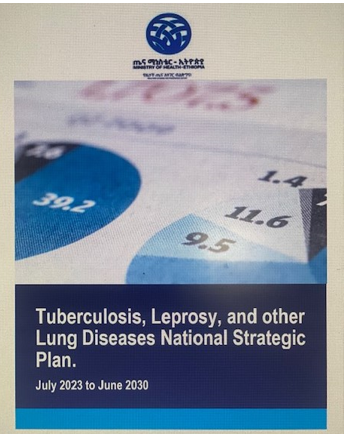 ጤና ሚኒስቴር - ኢትዮጵያ
MINISTRY OF HEALTH-ETHIOPIA
39.2
1.4
11.6
9.5
Tuberculosis, Leprosy, and other
Lung Diseases National Strategic
Plan.
July 2023 to June 2030